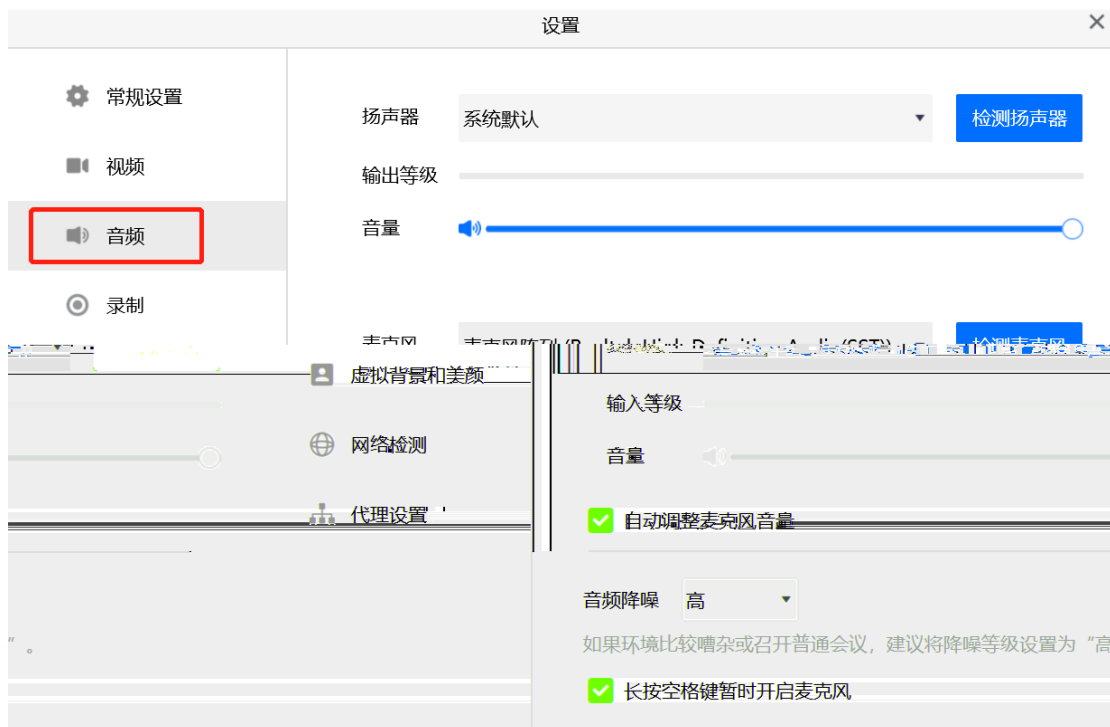 设置
常规设置
扬声器 系统默认 检测扬声器
视频
输出等级
音频
音量
录制
虚拟背景和美颜
输入等级
网络检测
音量
代理设置
自动调整麦克风音量
音频降噪 高
”。
如果环境比较嘈杂或召开普通会议，建议将降噪等级设置为“高
长按空格键暂时开启麦克风